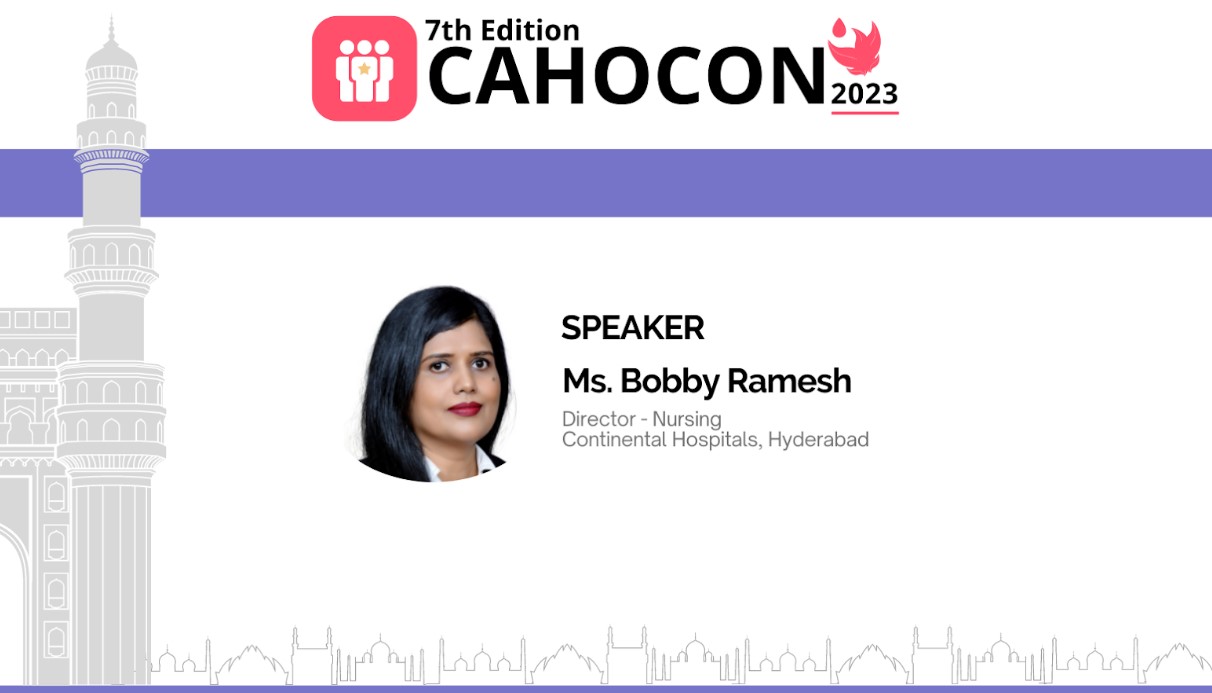 7th Edition
CAHOCON
2023
SPEAKER
Ms. Bobby Ramesh
Director - Nursing
Continental Hospitals, Hyderabad